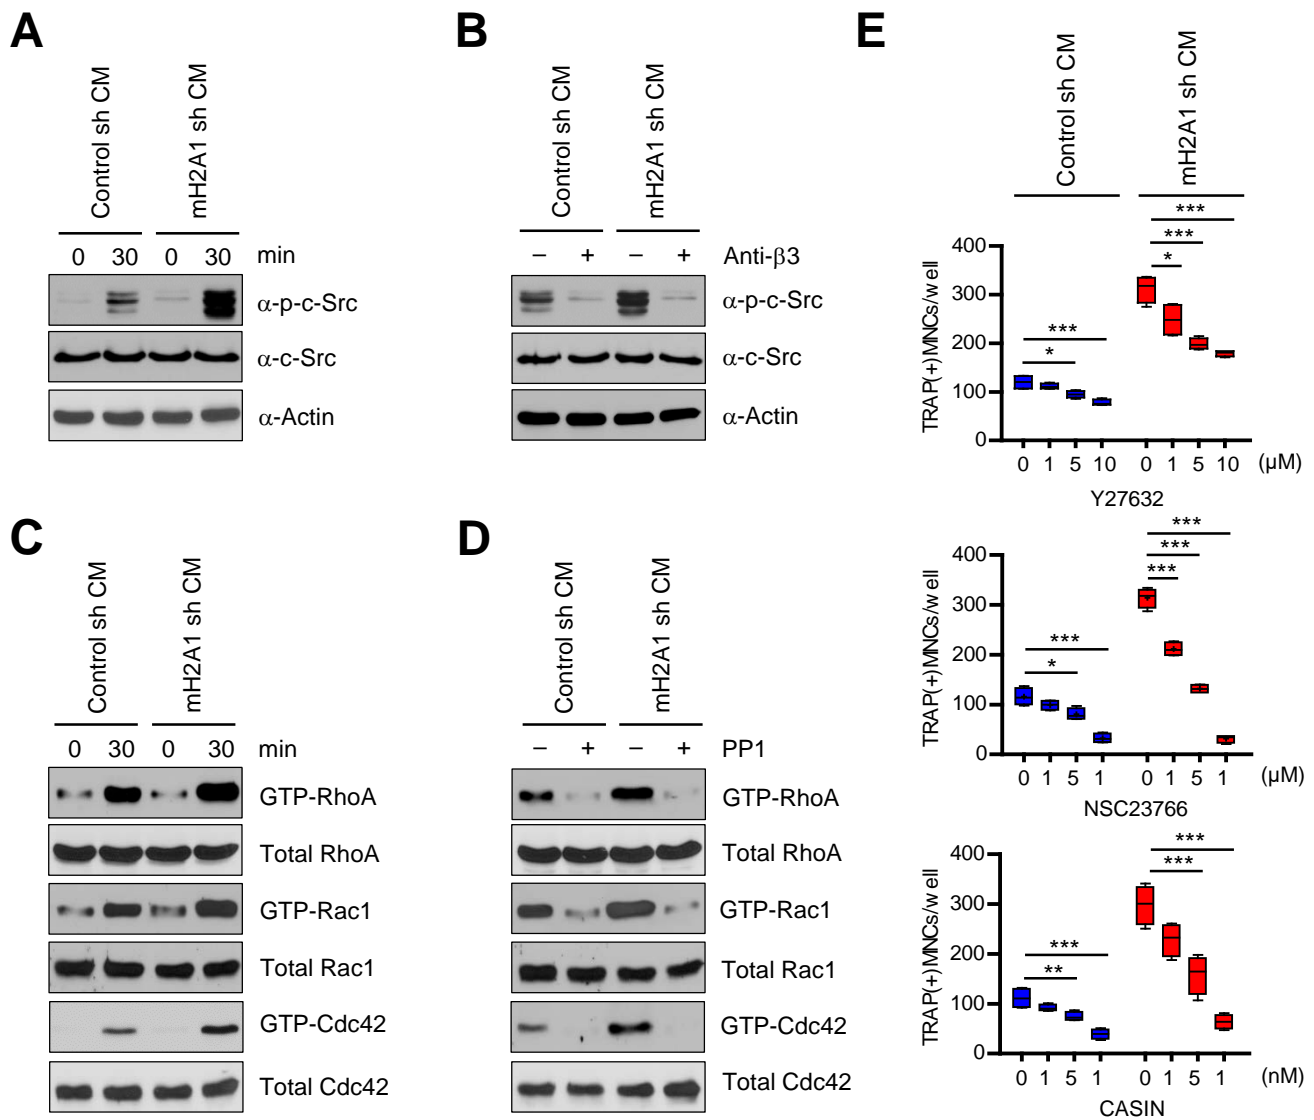 A
Control sh CM
mH2A1 sh CM
0 30 0 30 min
α-p-c-Src
α-c-Src
α-Actin
B
Control sh CM
mH2A1 sh CM
– + – + Anti-β3
α-p-c-Src
α-c-Src
α-Actin
C
Control sh CM
mH2A1 sh CM
0 30 0 30 min
GTP-RhoA
Total RhoA
GTP-Rac1
Total Rac1
GTP-Cdc42
Total Cdc42
D
Control sh CM
mH2A1 sh CM
– + – + PP1
GTP-RhoA
Total RhoA
GTP-Rac1
Total Rac1
GTP-Cdc42
Total Cdc42
E
Control sh CM
mH2A1 sh CM
TRAP(+)MNCs/well
400
300
200
100
0
***
*
***
***
*
0 1 5 10 0 1 5 10 (μM)
Y27632
TRAP(+)MNCs/well
400
300
200
100
0
***
*
***
***
***
0 1 5 1 0 1 5 1 (μM)
NSC23766
TRAP(+)MNCs/well
400
300
200
100
0
***
**
***
***
0 1 5 1 0 1 5 1 (nM)
CASIN